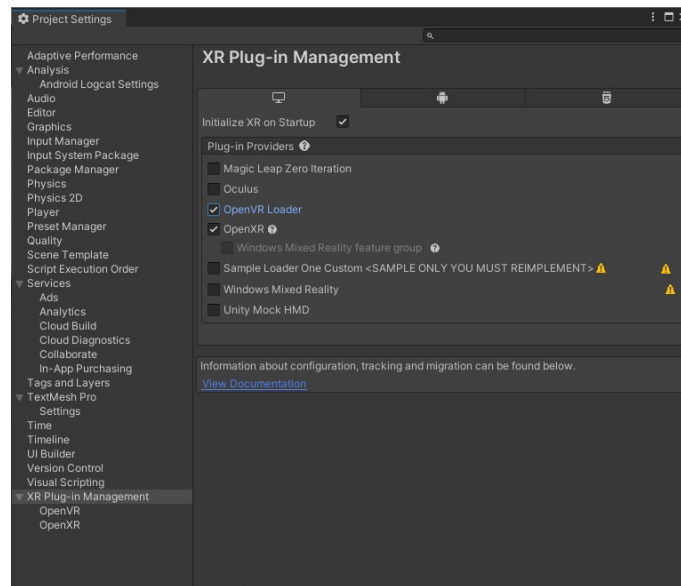 Project Settings
Adaptive Performance
Analysis
Android Logcat Settings
Audio
Editor
Graphics
Input Manager
Input System Package
Package Manager
Physics
Physics 2D
Player
Preset Manager
Quality
Scene Template
Script Execution Order
Services
Ads
Analytics
Cloud Build
Cloud Diagnostics
Collaborate
In-App Purchasing
Tags and Layers
TextMesh Pro
Settings
Time
Timeline
UI Builder
Version Control
Visual Scripting
XR Plug-in Management
OpenVR
OpenXR
XR Plug-in Management
Initialize XR on Startup
Plug-in Providers
Magic Leap Zero Iteration
Oculus
OpenVR Loader
OpenXR
Windows Mixed Reality feature group
Sample Loader One Custom <SAMPLE ONLY YOU MUST REIMPLEMENT>
Windows Mixed Reality
Unity Mock HMD
Information about configuration, tracking and migration can be found below.
View Documentation